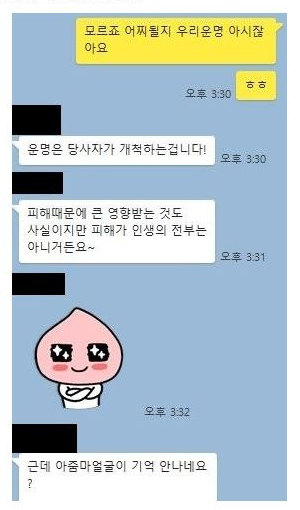 모르죠 어찌될지 우리운명 아시잖
아요
ㅎㅎ
오후 3:30
운명은 당사자가 개척하는겁니다!
오후 3:30
피해때문에 큰 영향받는 것도
사실이지만 피해가 인생의 전부는
아니거든요~
오후 3:31
오후 3:32
근데 아줌마얼굴이 기억 안나네요
?